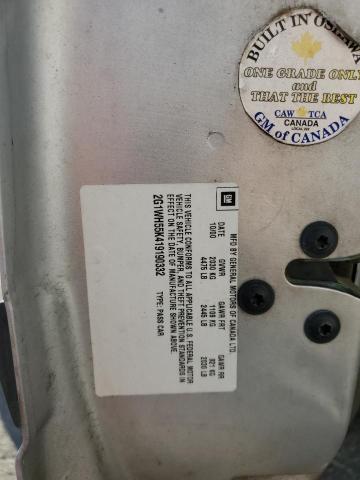 BUILT IN OSHAWA
ONE GRADE ONLY
and
THAT THE BEST
CAW TCA
CANADA
GM of CANADA
GM
MFD BY GENERAL MOTORS OF CANADA LTD.
DATE GVWR GAWR FRT GAWR RR
10/00 2030 KG 1109 KG 921 KG
4475 LB 2445 LB 2030 LB
THIS VEHICLE CONFORMS TO ALL APPLICABLE U.S. FEDERAL MOTOR
VEHICLE SAFETY, BUMPER, AND THEFT PREVENTION STANDARDS IN
EFFECT ON THE DATE OF MANUFACTURE SHOWN ABOVE.
2G1WH55K419190332 TYPE: PASS CAR